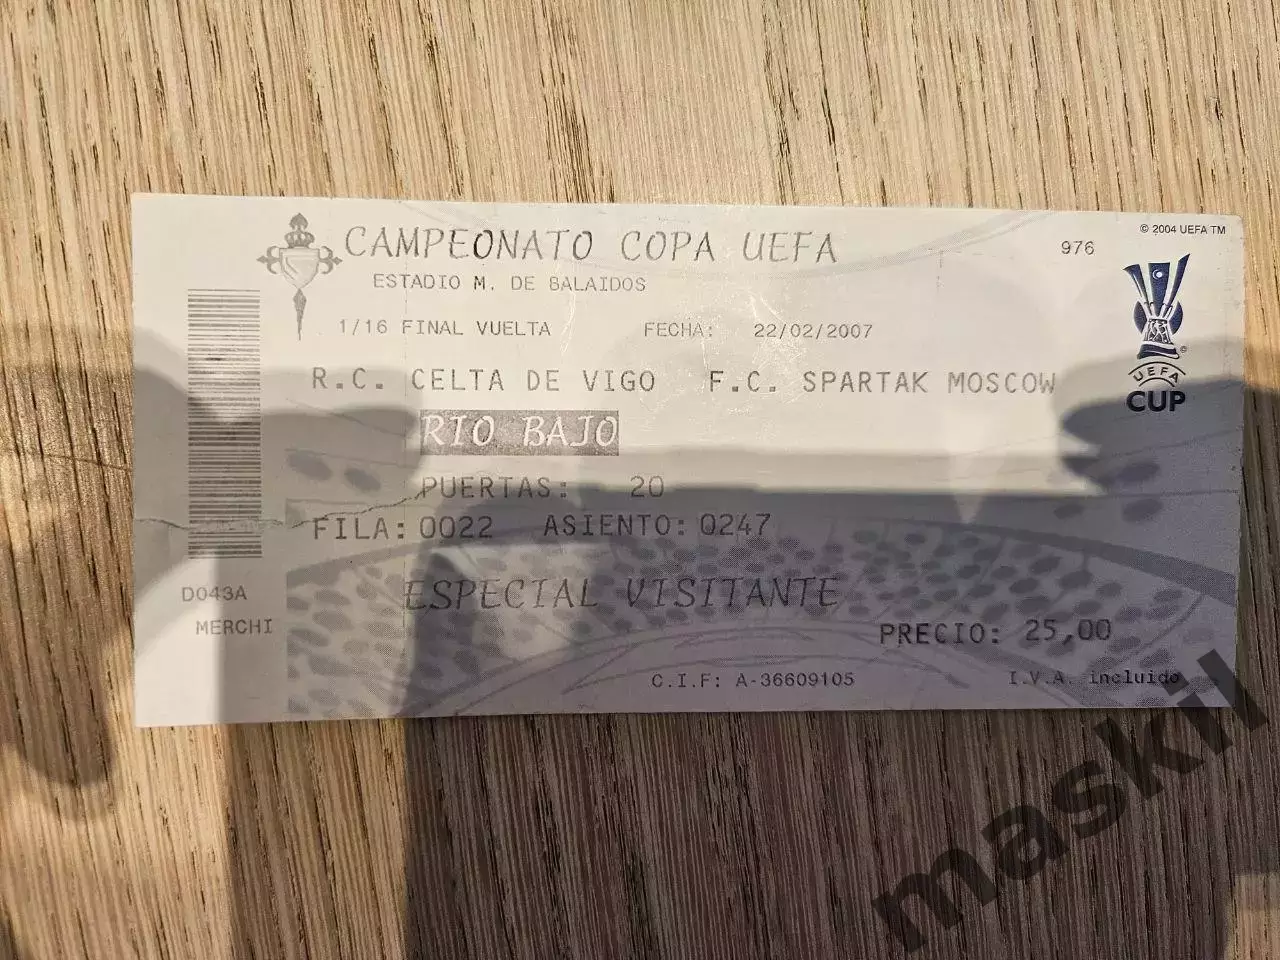 © 2004 UEFA TM
CAMPEONATO COPA UEFA
976
ESTADIO M. DE BALAIDOS
1/16 FINAL VUELTA FECHA: 22/02/2007
R.C. CELTA DE VIGO F.C. SPARTAK MOSCOW
UEFA
CUP
RIO BAJO
PUERTAS: 20
FILA: 0022 ASIENTO: 0247
D043A
MERCHI
ESPECIAL VISITANTE
PRECIO: 25,00
C.I.F: A-36609105 I.V.A. incluido
maskil